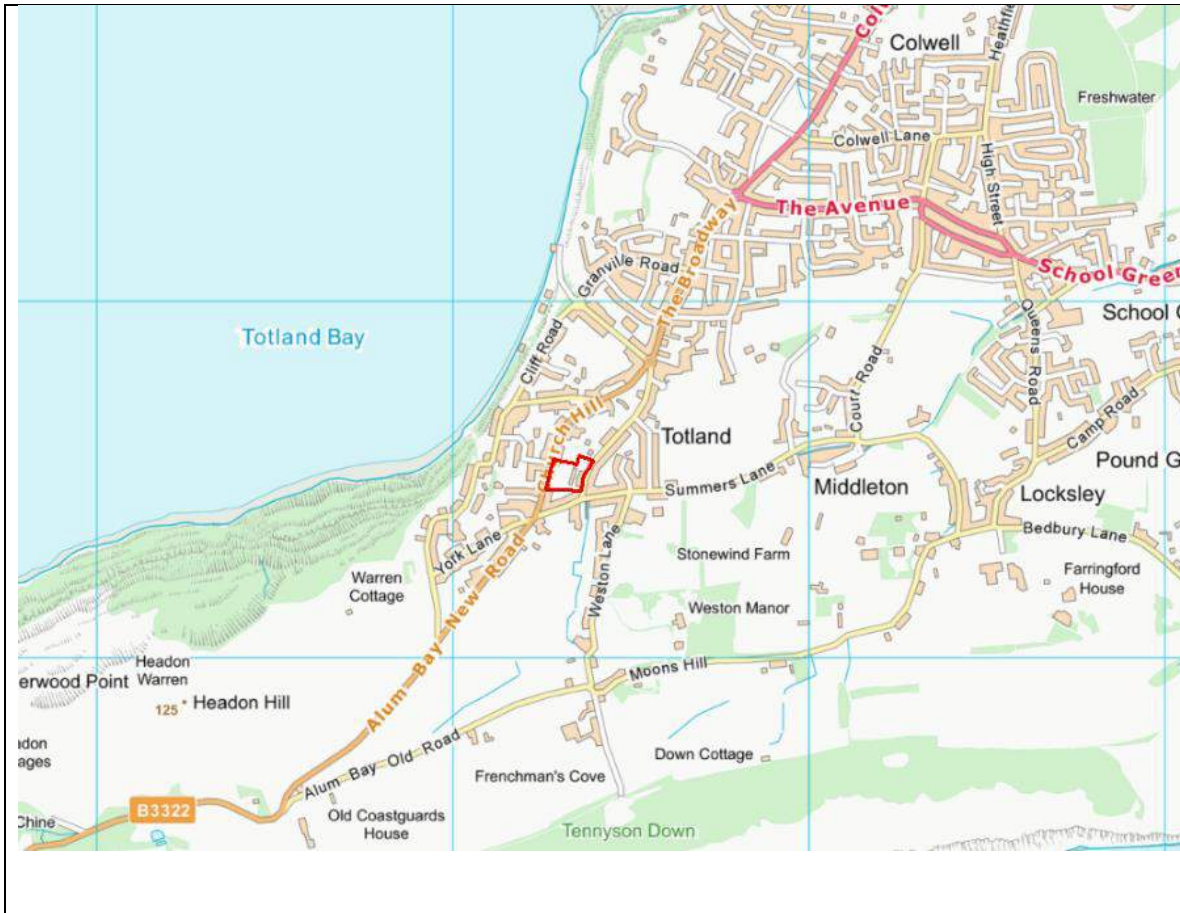 Colwell
Heathfie
Freshwater
Colwell Lane
High Street
The Avenue
School Green
Granville Road
The Broadway
Totland Bay
Cliff Road
School G
Queens Road
Court Road
Camp Road
Church Hill
Totland
Pound G
Summers Lane
Middleton
Locksley
Bedbury Lane
York Lane
Stonewind Farm
Weston Lane
Warren
Cottage
Farringford
House
Alum Bay New Road
Weston Manor
Headon
Warren
erwood Point
Moons Hill
125
Headon Hill
Alum Bay Old Road
Down Cottage
Frenchman's Cove
B3322
Old Coastguards
House
Chine
Tennyson Down